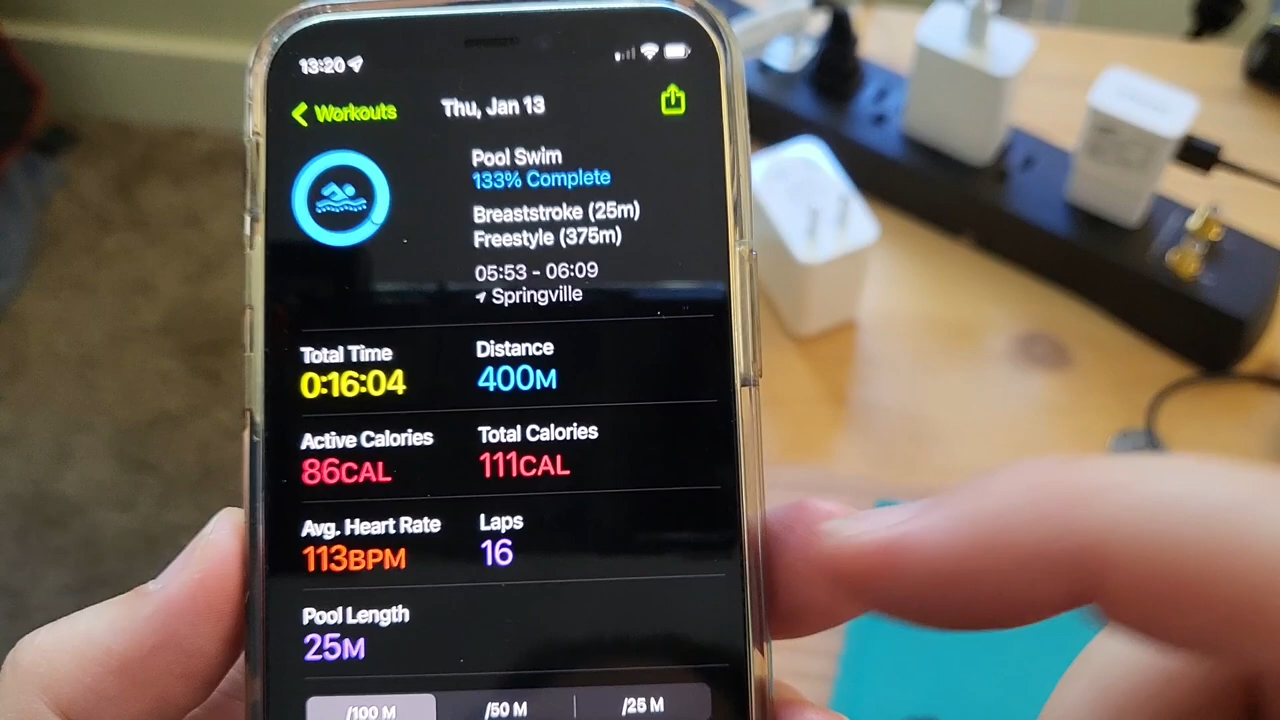 13:20
Workouts
Thu, Jan 13
Pool Swim
133% Complete
Breaststroke (25m)
Freestyle (375m)
05:53 - 06:09
Springville
Total Time
Distance
0:16:04
400M
Active Calories
Total Calories
86CAL
111CAL
Avg. Heart Rate
Laps
113BPM
16
Pool Length
25M
/100 M
/50 M
/25 M